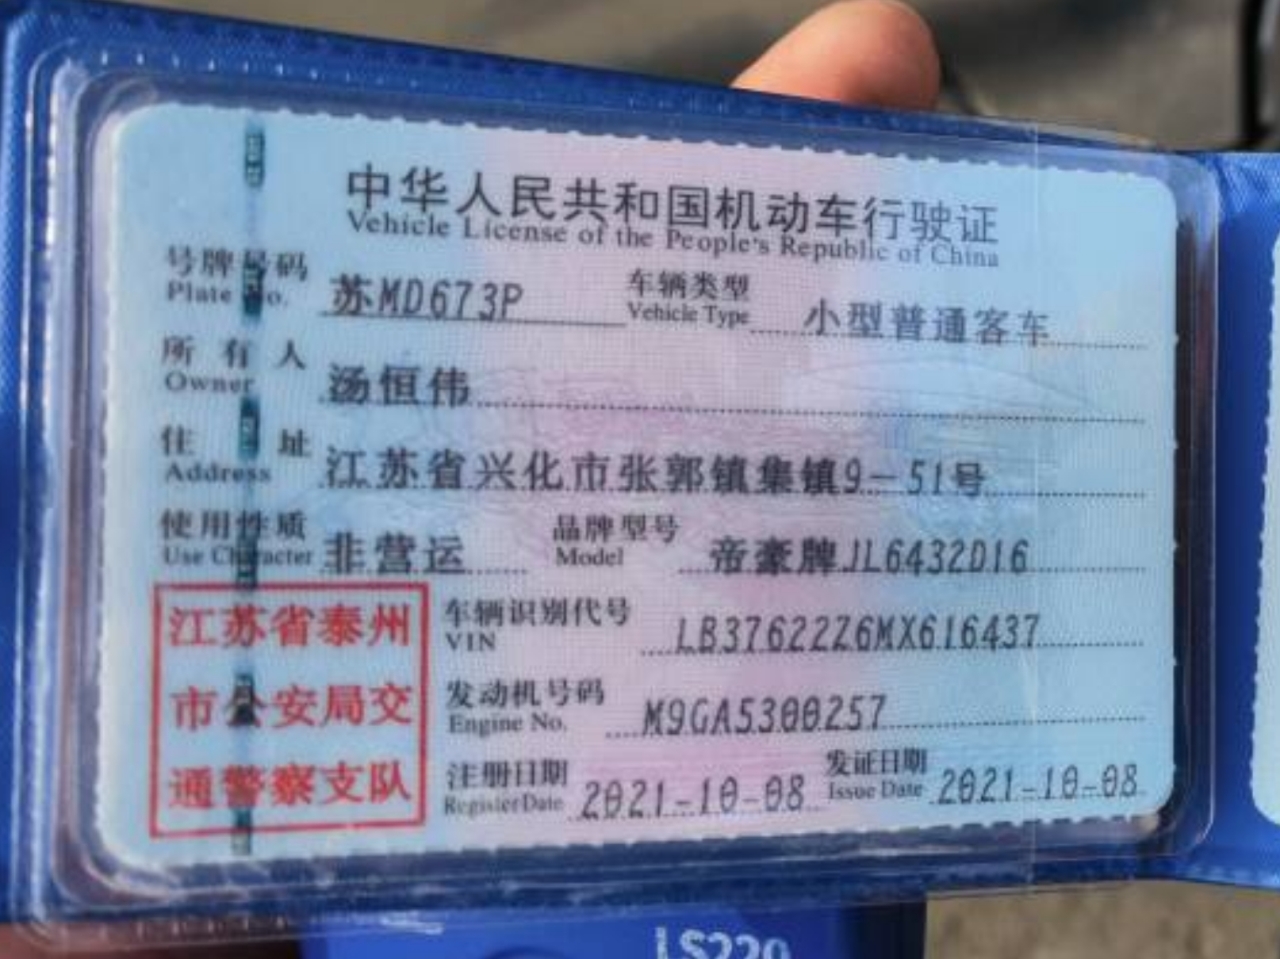 中华人民共和国机动车行驶证
Vehicle License of the People's Republic of China
号牌号码 苏MD673P 车辆类型 小型普通客车
Plate No. Vehicle Type
所有人 汤恒伟
Owner
住址 江苏省兴化市张郭镇集镇9-51号
Address
使用性质 非营运 品牌型号 帝豪牌JL6432D16
Use Character Model
江苏省泰州
市公安局交
通警察支队
车辆识别代号 LB37622Z6MX616437
VIN
发动机号码 M9GA5300257
Engine No.
注册日期 2021-10-08 发证日期 2021-10-08
Register Date Issue Date
LS220